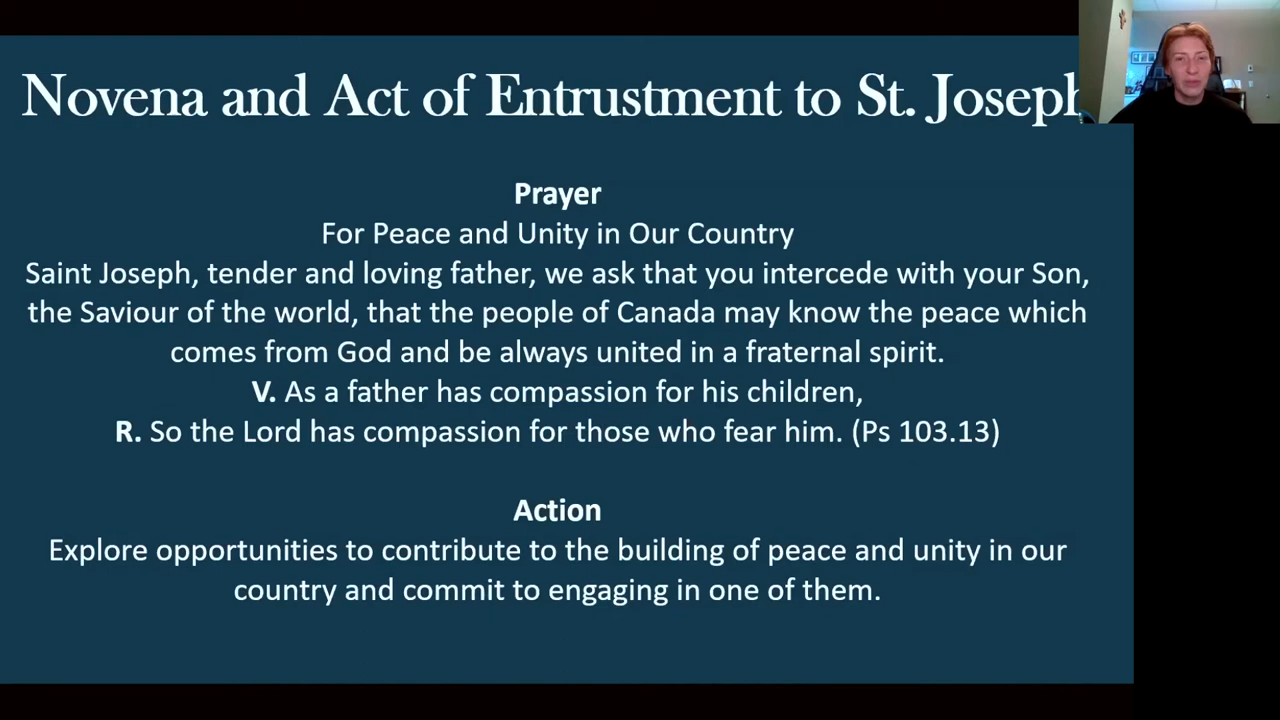 Novena and Act of Entrustment to St. Joseph
Prayer
For Peace and Unity in Our Country
Saint Joseph, tender and loving father, we ask that you intercede with your Son,
the Saviour of the world, that the people of Canada may know the peace which
comes from God and be always united in a fraternal spirit.
V. As a father has compassion for his children,
R. So the Lord has compassion for those who fear him. (Ps 103.13)
Action
Explore opportunities to contribute to the building of peace and unity in our
country and commit to engaging in one of them.